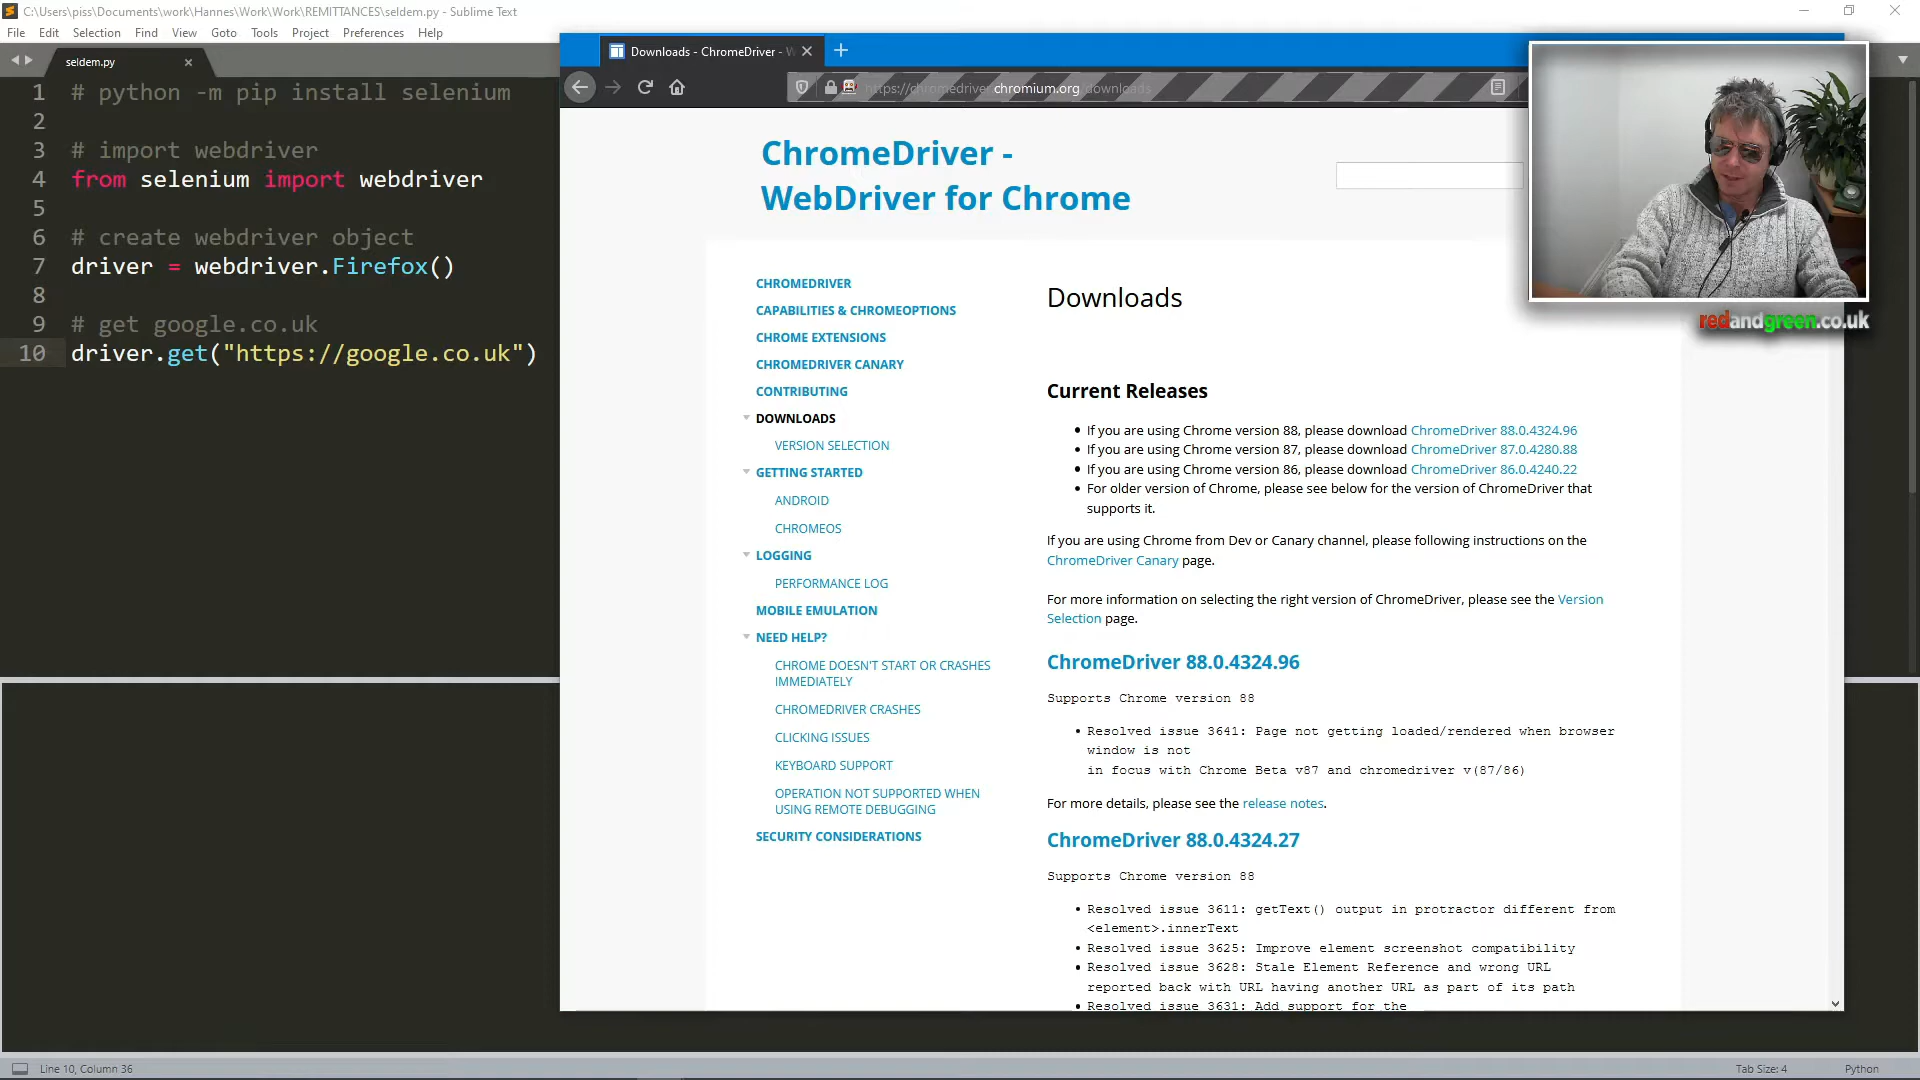 C:\Users\piss\Documents\work\Hannes\Work\Work\REMITTANCES\seldem.py - Sublime Text
File Edit Selection Find View Goto Tools Project Preferences Help
seldem.py
1 # python -m pip install selenium
2
3 # import webdriver
4 from selenium import webdriver
5
6 # create webdriver object
7 driver = webdriver.Firefox()
8
9 # get google.co.uk
10 driver.get("https://google.co.uk")
Downloads - ChromeDriver - W
https://chromedriver.chromium.org/downloads
ChromeDriver -
WebDriver for Chrome
redandgreen.co.uk
CHROMEDRIVER
CAPABILITIES & CHROMEOPTIONS
CHROME EXTENSIONS
CHROMEDRIVER CANARY
CONTRIBUTING
DOWNLOADS
VERSION SELECTION
GETTING STARTED
ANDROID
CHROMEOS
LOGGING
PERFORMANCE LOG
MOBILE EMULATION
NEED HELP?
CHROME DOESN'T START OR CRASHES
IMMEDIATELY
CHROMEDRIVER CRASHES
CLICKING ISSUES
KEYBOARD SUPPORT
OPERATION NOT SUPPORTED WHEN
USING REMOTE DEBUGGING
SECURITY CONSIDERATIONS
Downloads
Current Releases
• If you are using Chrome version 88, please download ChromeDriver 88.0.4324.96
• If you are using Chrome version 87, please download ChromeDriver 87.0.4280.88
• If you are using Chrome version 86, please download ChromeDriver 86.0.4240.22
• For older version of Chrome, please see below for the version of ChromeDriver that
supports it.
If you are using Chrome from Dev or Canary channel, please following instructions on the
ChromeDriver Canary page.
For more information on selecting the right version of ChromeDriver, please see the Version
Selection page.
ChromeDriver 88.0.4324.96
Supports Chrome version 88
• Resolved issue 3641: Page not getting loaded/rendered when browser
window is not
in focus with Chrome Beta v87 and chromedriver v(87/86)
For more details, please see the release notes.
ChromeDriver 88.0.4324.27
Supports Chrome version 88
• Resolved issue 3611: getText() output in protractor different from
<element>.innerText
• Resolved issue 3625: Improve element screenshot compatibility
• Resolved issue 3628: Stale Element Reference and wrong URL
reported back with URL having another URL as part of its path
• Resolved issue 3631: Add support for the
Line 10, Column 36
Tab Size: 4
Python